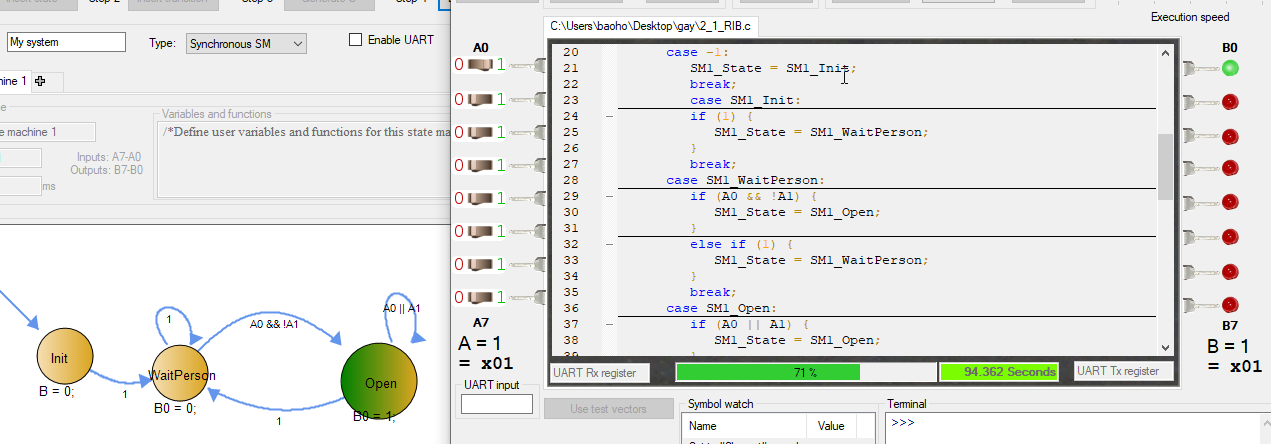 Insert state
Step 2
Insert transition
Step 3
Step 4
My system
Type:
Synchronous SM
Enable UART
hine 1
Variables and functions
e machine 1
/*Define user variables and functions for this state ma
Inputs: A7-A0
Outputs: B7-B0
ms
Init
B = 0;
1
1
WaitPerson
B0 = 0;
A0 && !A1
1
A0 || A1
Open
B0 = 1;
C:\Users\baoho\Desktop\gay\2_1_RIB.c
Execution speed
A0
0 1
0 1
0 1
0 1
0 1
0 1
0 1
0 1
A7
A = 1
= x01
20 case -1:
21 SM1_State = SM1_Init;
22 break;
23 case SM1_Init:
24 if (1) {
25 SM1_State = SM1_WaitPerson;
26 }
27 break;
28 case SM1_WaitPerson:
29 if (A0 && !A1) {
30 SM1_State = SM1_Open;
31 }
32 else if (1) {
33 SM1_State = SM1_WaitPerson;
34 }
35 break;
36 case SM1_Open:
37 if (A0 || A1) {
38 SM1_State = SM1_Open;
39 }
B0
B7
B = 1
= x01
UART Rx register
71 %
94.362 Seconds
UART Tx register
UART input
Use test vectors
Symbol watch
Name
Value
Terminal
>>>